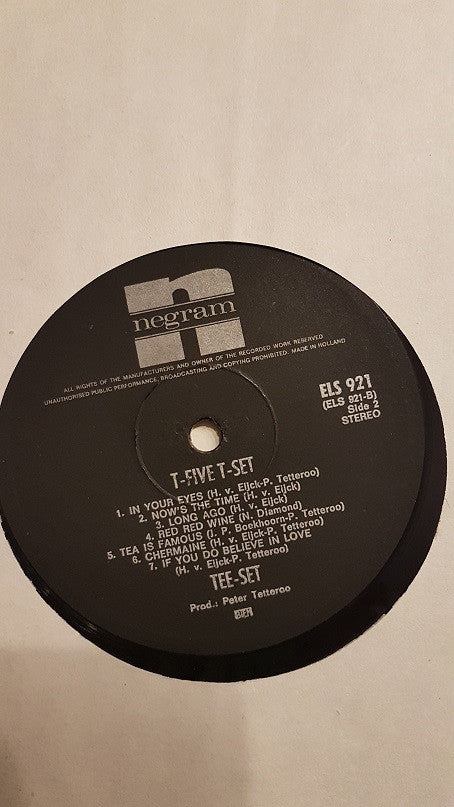 n
negram
ALL RIGHTS OF THE MANUFACTURERS AND OWNER OF THE RECORDED WORK RESERVED
UNAUTHORISED PUBLIC PERFORMANCE, BROADCASTING AND COPYING PROHIBITED. MADE IN HOLLAND
ELS 921
(ELS 921-B)
Side 2
STEREO
T-FIVE T-SET
1. IN YOUR EYES (H. v. Eijck-P. Tetteroo)
2. NOW'S THE TIME (H. v. Eijck)
3. LONG AGO (H. v. Eijck)
4. RED RED WINE (N. Diamond)
5. TEA IS FAMOUS (J. P. Boekhoorn-P. Tetteroo)
6. CHERMAINE (H. v. Eijck-P. Tetteroo)
7. IF YOU DO BELIEVE IN LOVE
(H. v. Eijck-P. Tetteroo)
TEE-SET
Prod.: Peter Tetteroo